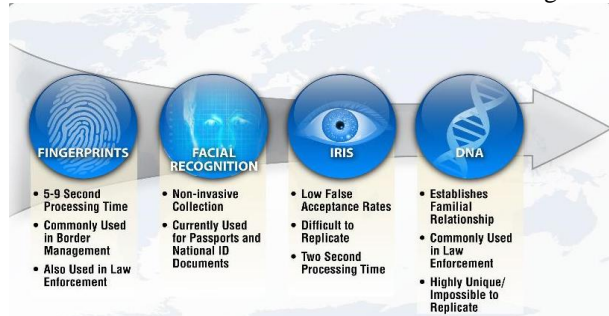 FINGERPRINTS
• 5-9 Second
Processing Time
• Commonly Used
in Border
Management
• Also Used in Law
Enforcement
FACIAL
RECOGNITION
• Non-invasive
Collection
• Currently Used
for Passports and
National ID
Documents
IRIS
• Low False
Acceptance Rates
• Difficult to
Replicate
• Two Second
Processing Time
DNA
• Establishes
Familial
Relationship
• Commonly Used
in Law
Enforcement
• Highly Unique/
Impossible to
Replicate